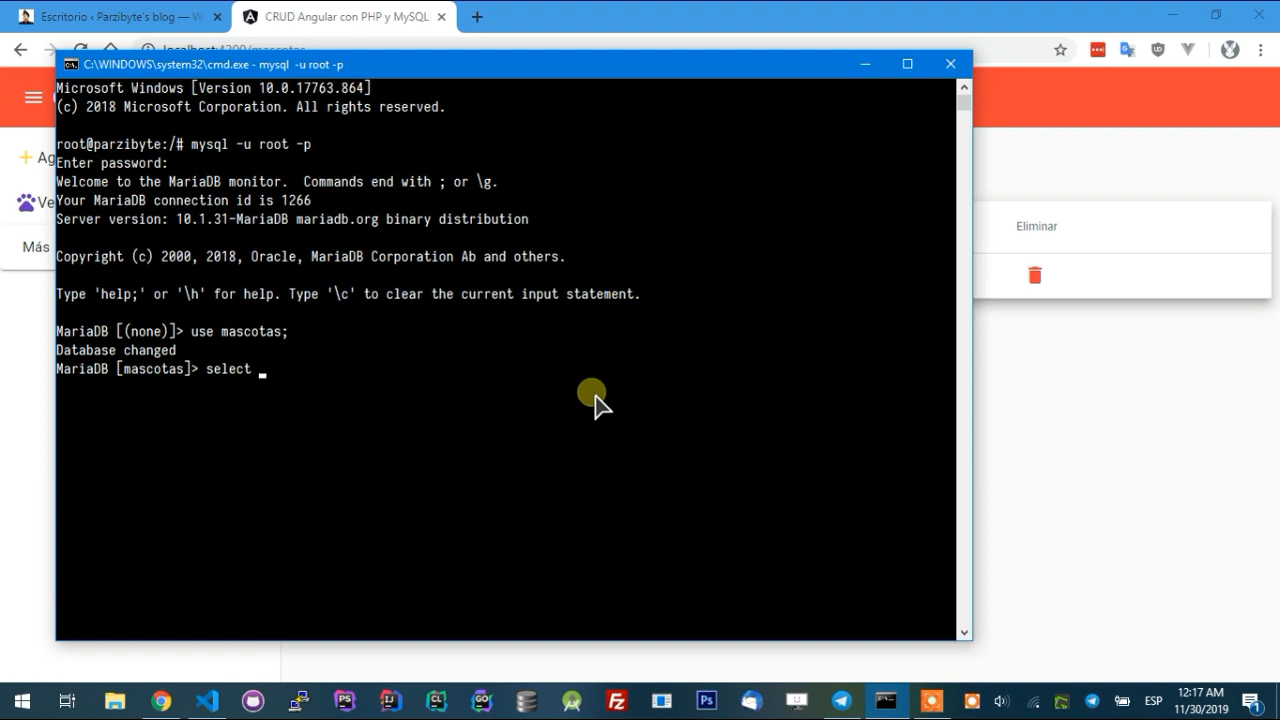 Escritorio ‹ Parzibyte's blog — W
CRUD Angular con PHP y MySQL
C:\WINDOWS\system32\cmd.exe - mysql -u root -p
Microsoft Windows [Version 10.0.17763.864]
(c) 2018 Microsoft Corporation. All rights reserved.
root@parzibyte:/# mysql -u root -p
Enter password:
Welcome to the MariaDB monitor.  Commands end with ; or \g.
Your MariaDB connection id is 1266
Server version: 10.1.31-MariaDB mariadb.org binary distribution
Copyright (c) 2000, 2018, Oracle, MariaDB Corporation Ab and others.
Type 'help;' or '\h' for help. Type '\c' to clear the current input statement.
MariaDB [(none)]> use mascotas;
Database changed
MariaDB [mascotas]> select
Ag
Ve
Más
Eliminar
ESP
12:17 AM
11/30/2019